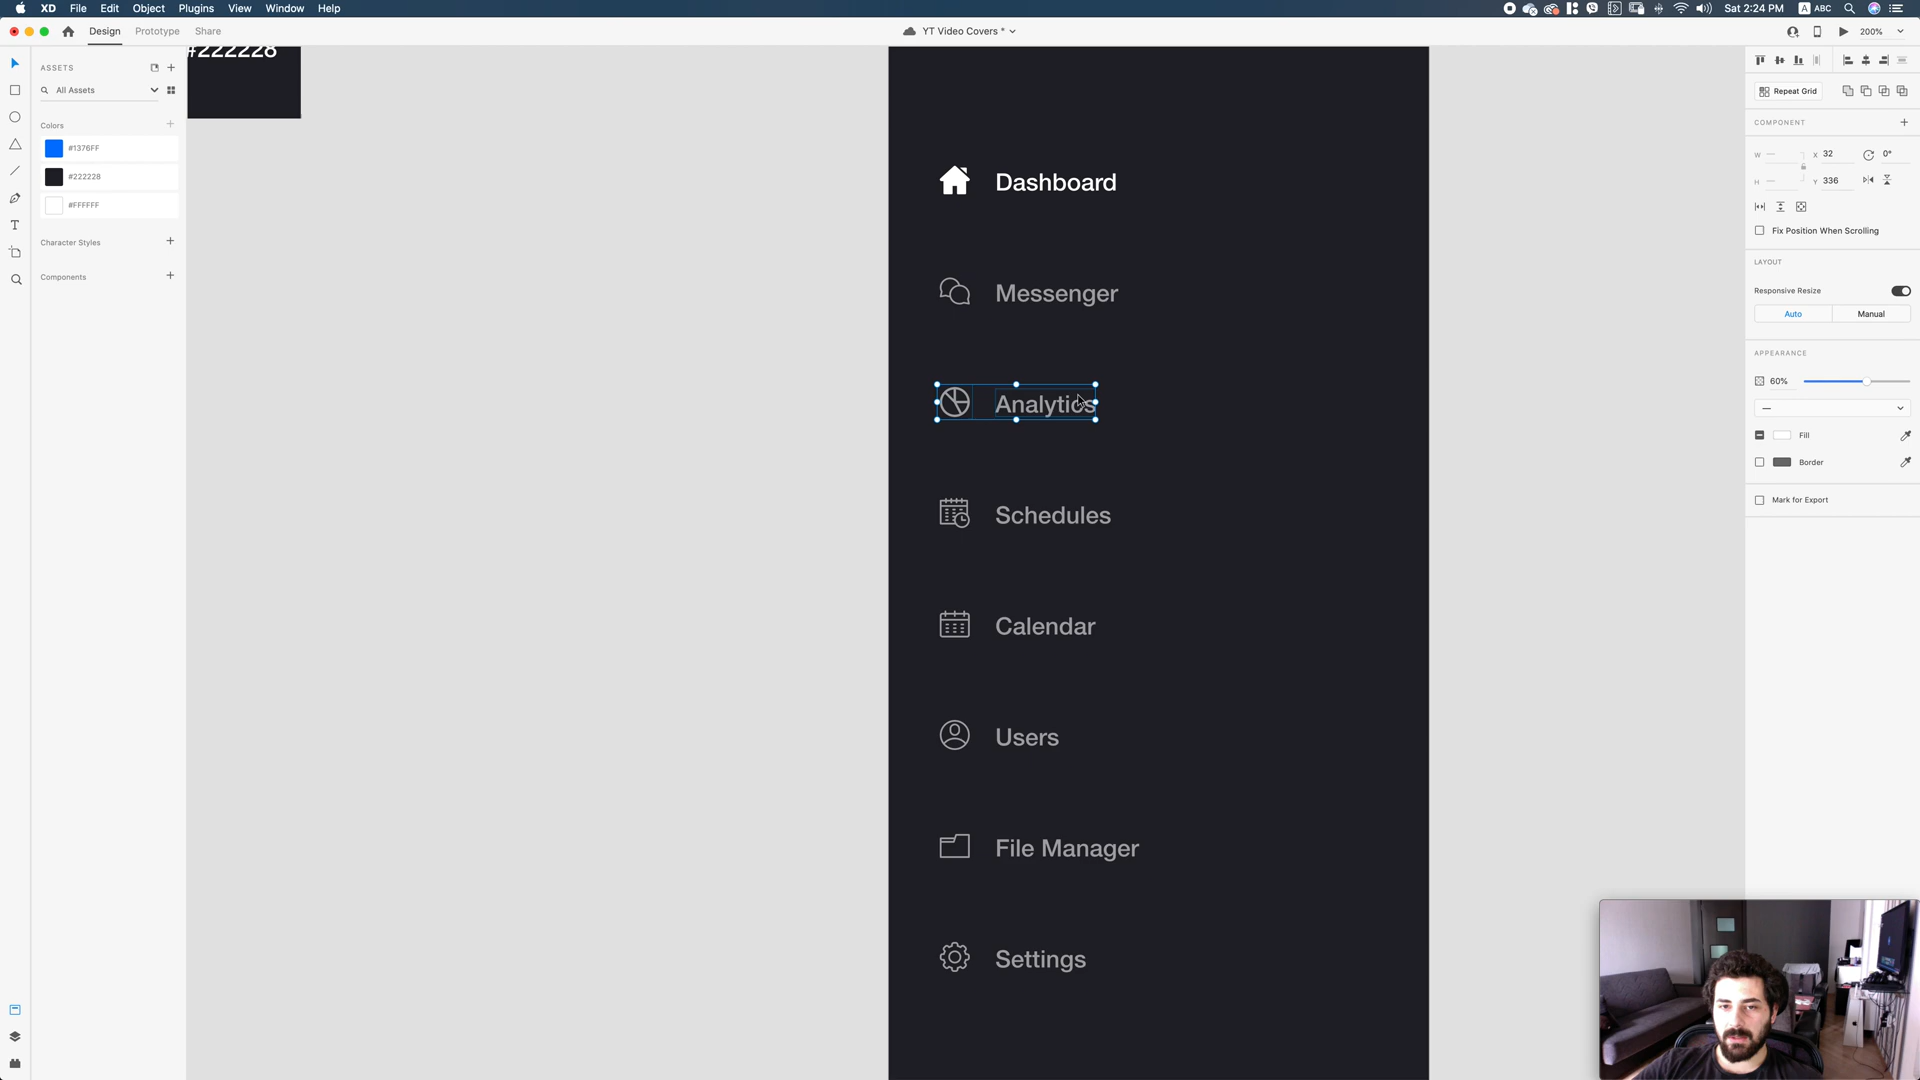 XD File Edit Object Plugins View Window Help
Sat 2:24 PM A ABC
Design Prototype Share
YT Video Covers *
200%
ASSETS
All Assets
Colors
#1376FF
#222228
#FFFFFF
Character Styles
Components
#222228
Dashboard
Messenger
Analytics
Schedules
Calendar
Users
File Manager
Settings
Repeat Grid
COMPONENT
W X 32 0°
H Y 336
Fix Position When Scrolling
LAYOUT
Responsive Resize
Auto Manual
APPEARANCE
60%
Fill
Border
Mark for Export